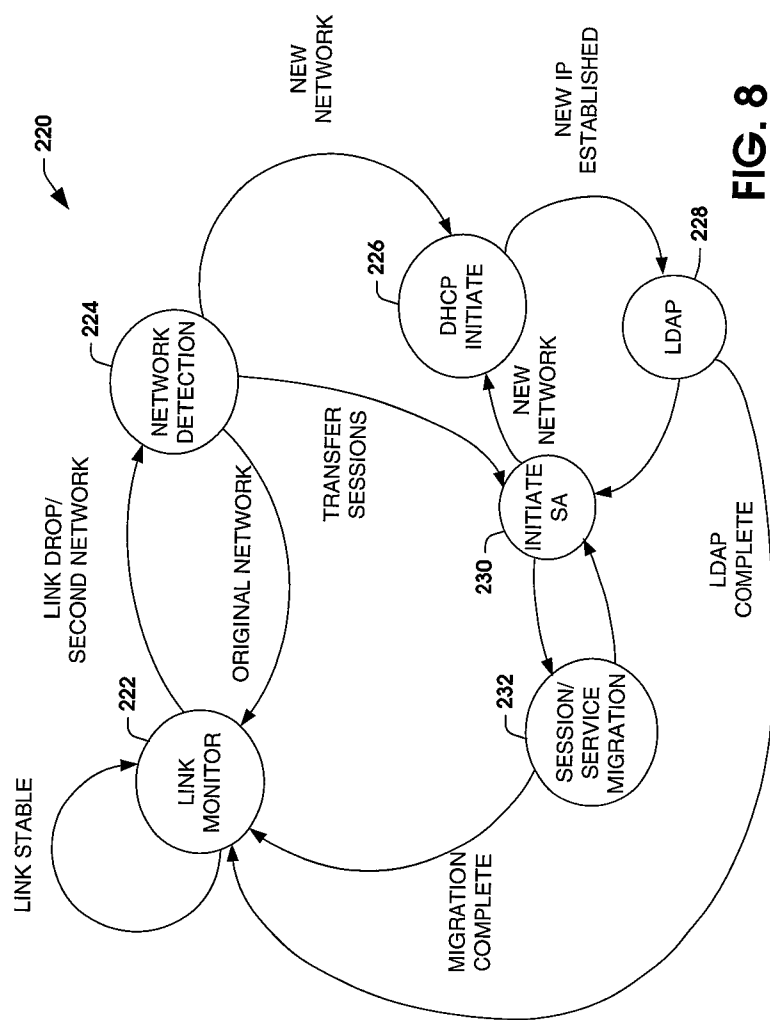 220
LINK STABLE
222
LINK
MONITOR
LINK DROP/
SECOND NETWORK
224
NETWORK
DETECTION
NEW
NETWORK
ORIGINAL NETWORK
TRANSFER
SESSIONS
226
DHCP
INITIATE
NEW IP
ESTABLISHED
NEW
NETWORK
MIGRATION
COMPLETE
232
SESSION/
SERVICE
MIGRATION
230
INITIATE
SA
LDAP
228
LDAP
COMPLETE
FIG. 8